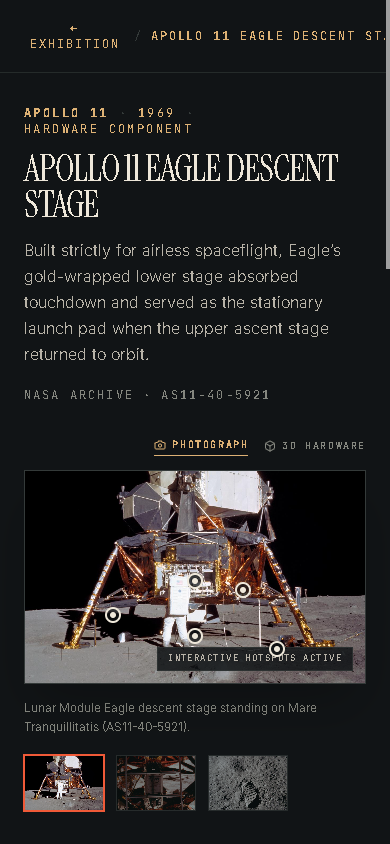 ←
EXHIBITION / APOLLO 11 EAGLE DESCENT ST.
APOLLO 11 · 1969 ·
HARDWARE COMPONENT
APOLLO 11 EAGLE DESCENT
STAGE
Built strictly for airless spaceflight, Eagle’s
gold-wrapped lower stage absorbed
touchdown and served as the stationary
launch pad when the upper ascent stage
returned to orbit.
NASA ARCHIVE · AS11-40-5921
PHOTOGRAPH 3D HARDWARE
INTERACTIVE HOTSPOTS ACTIVE
Lunar Module Eagle descent stage standing on Mare
Tranquillitatis (AS11-40-5921).